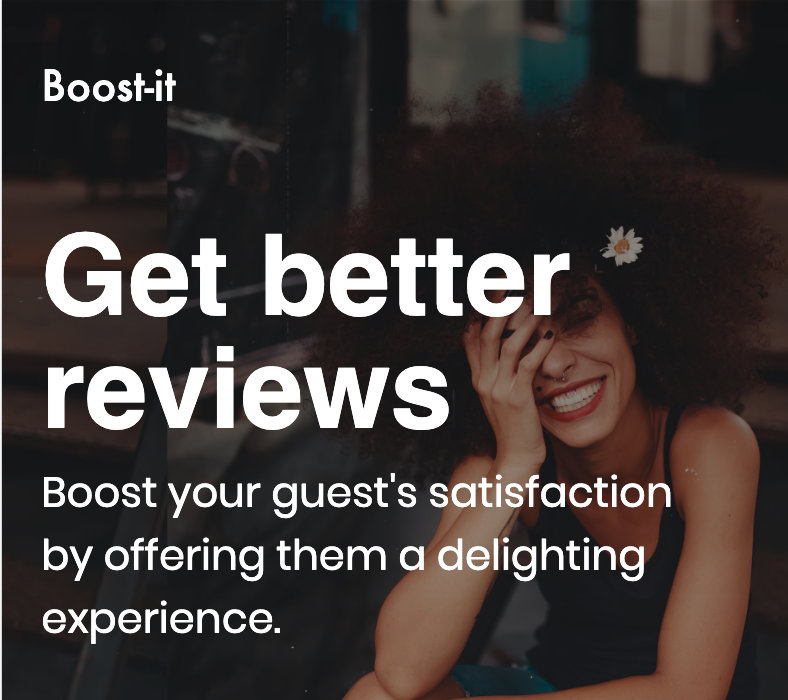 Boost-it
Get better
reviews
Boost your guest's satisfaction
by offering them a delighting
experience.